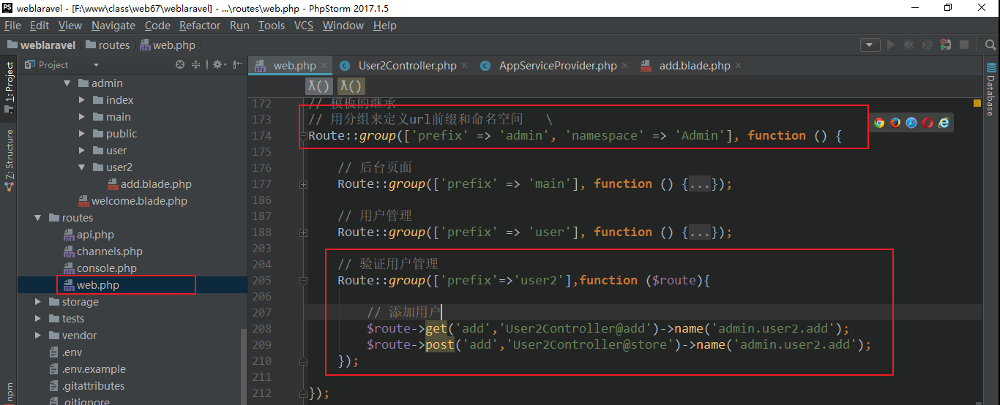 weblaravel - [F:\www\class\web67\weblaravel] - ...\routes\web.php - PhpStorm 2017.1.5
File Edit View Navigate Code Refactor Run Tools VCS Window Help
weblaravel routes web.php
1: Project
7: Structure
npm
Project
admin
index
main
public
user
user2
add.blade.php
welcome.blade.php
routes
api.php
channels.php
console.php
web.php
storage
tests
vendor
.env
.env.example
.gitattributes
.gitignore
web.php User2Controller.php AppServiceProvider.php add.blade.php
λ() λ()
172 // 模板的继承
173 // 用分组来定义url前缀和命名空间 \
174 Route::group(['prefix' => 'admin', 'namespace' => 'Admin'], function () {
175
176 // 后台页面
177 Route::group(['prefix' => 'main'], function () {...});
186
187 // 用户管理
188 Route::group(['prefix' => 'user'], function () {...});
203
204 // 验证用户管理
205 Route::group(['prefix'=>'user2'],function ($route){
206
207 // 添加用户
208 $route->get('add','User2Controller@add')->name('admin.user2.add');
209 $route->post('add','User2Controller@store')->name('admin.user2.add');
210 });
211
212 });
Database